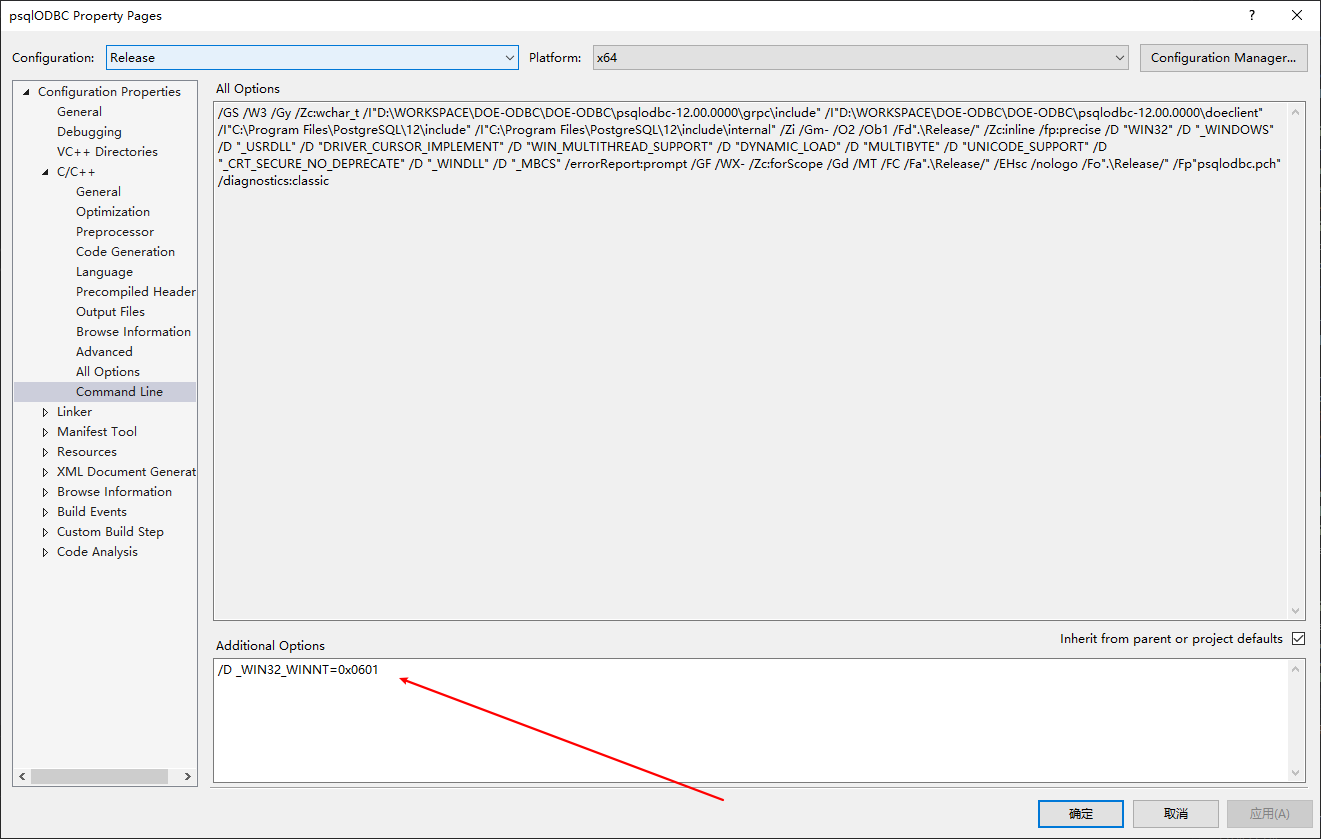 psqlODBC Property Pages
?
Configuration:
Release
Platform:
x64
Configuration Manager...
Configuration Properties
General
Debugging
VC++ Directories
C/C++
General
Optimization
Preprocessor
Code Generation
Language
Precompiled Header
Output Files
Browse Information
Advanced
All Options
Command Line
Linker
Manifest Tool
Resources
XML Document Generat
Browse Information
Build Events
Custom Build Step
Code Analysis
All Options
/GS /W3 /Gy /Zc:wchar_t /I"D:\WORKSPACE\DOE-ODBC\DOE-ODBC\psqlodbc-12.00.0000\grpc\include" /I"D:\WORKSPACE\DOE-ODBC\DOE-ODBC\psqlodbc-12.00.0000\doeclient"
/I"C:\Program Files\PostgreSQL\12\include" /I"C:\Program Files\PostgreSQL\12\include\internal" /Zi /Gm- /O2 /Ob1 /Fd".\Release/" /Zc:inline /fp:precise /D "WIN32" /D "_WINDOWS"
/D "_USRDLL" /D "DRIVER_CURSOR_IMPLEMENT" /D "WIN_MULTITHREAD_SUPPORT" /D "DYNAMIC_LOAD" /D "MULTIBYTE" /D "UNICODE_SUPPORT" /D
"_CRT_SECURE_NO_DEPRECATE" /D "_WINDLL" /D "_MBCS" /errorReport:prompt /GF /WX- /Zc:forScope /Gd /MT /FC /Fa".\Release/" /EHsc /nologo /Fo".\Release/" /Fp"psqlodbc.pch"
/diagnostics:classic
Inherit from parent or project defaults
Additional Options
/D _WIN32_WINNT=0x0601
确定
取消
应用(A)